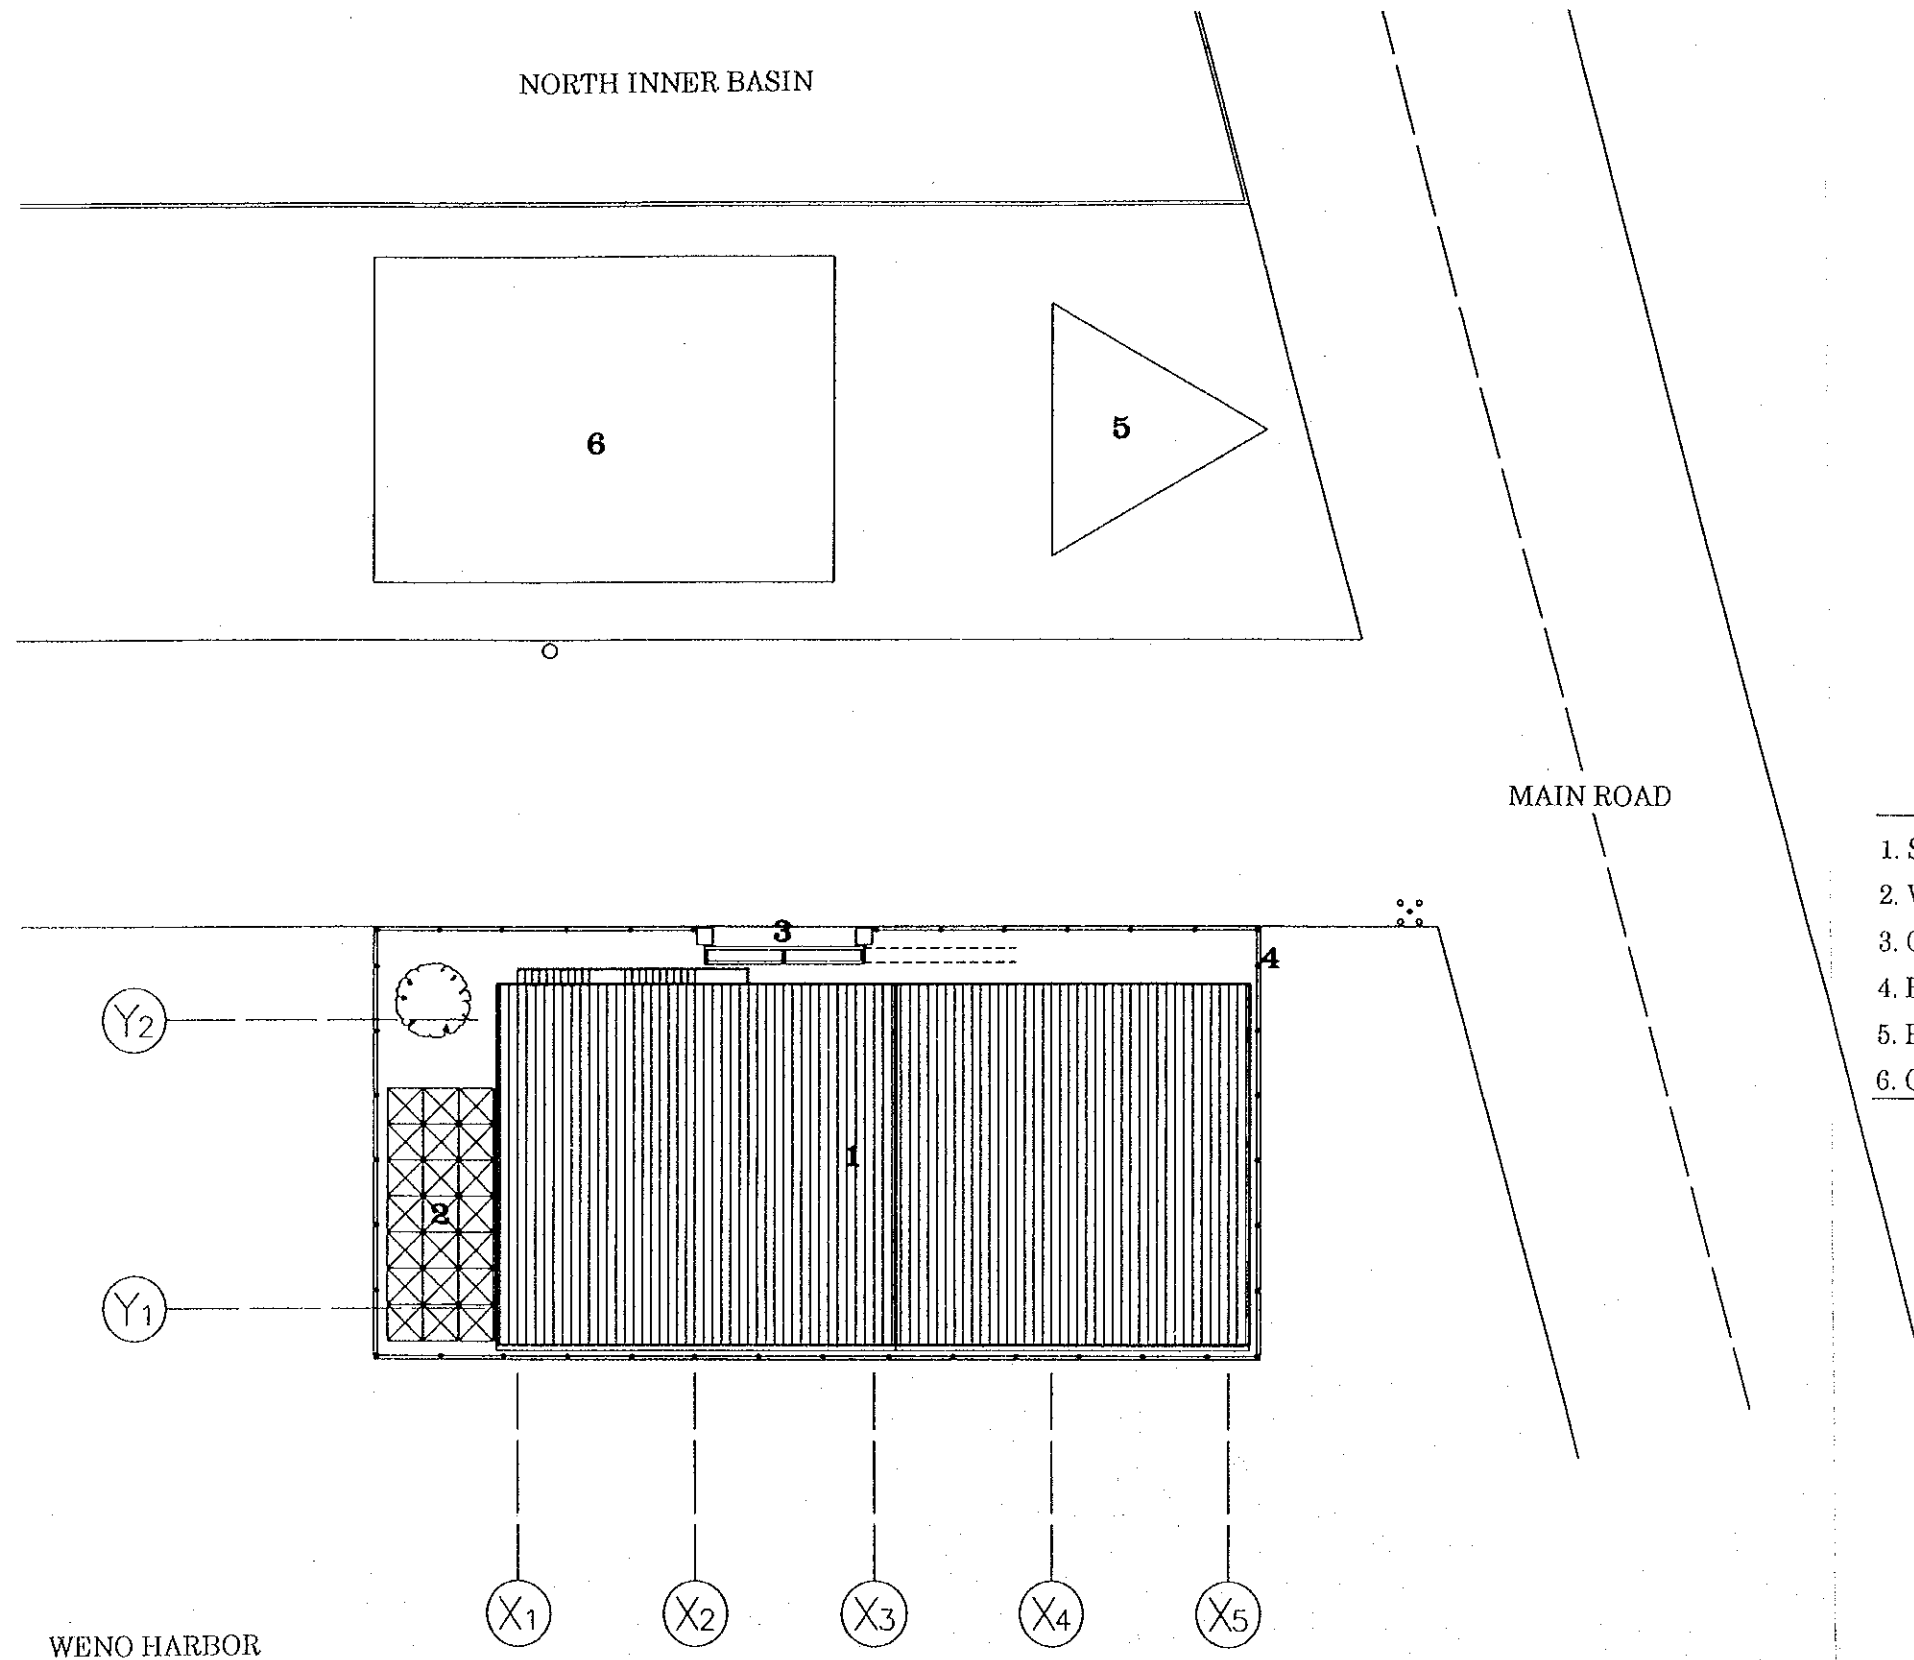 NORTH INNER BASIN
6
5
MAIN ROAD
1.
2.
3.
4.
5.
6.
3
4
Y2
1
2
Y1
X1 X2 X3 X4 X5
WENO HARBOR